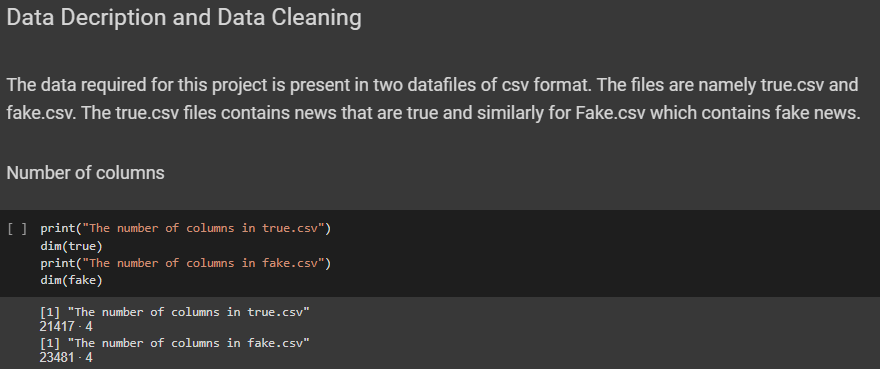 Data Decription and Data Cleaning
The data required for this project is present in two datafiles of csv format. The files are namely true.csv and
fake.csv. The true.csv files contains news that are true and similarly for Fake.csv which contains fake news.
Number of columns
[ ] print("The number of columns in true.csv")
dim(true)
print("The number of columns in fake.csv")
dim(fake)
[1] "The number of columns in true.csv"
21417 · 4
[1] "The number of columns in fake.csv"
23481 · 4